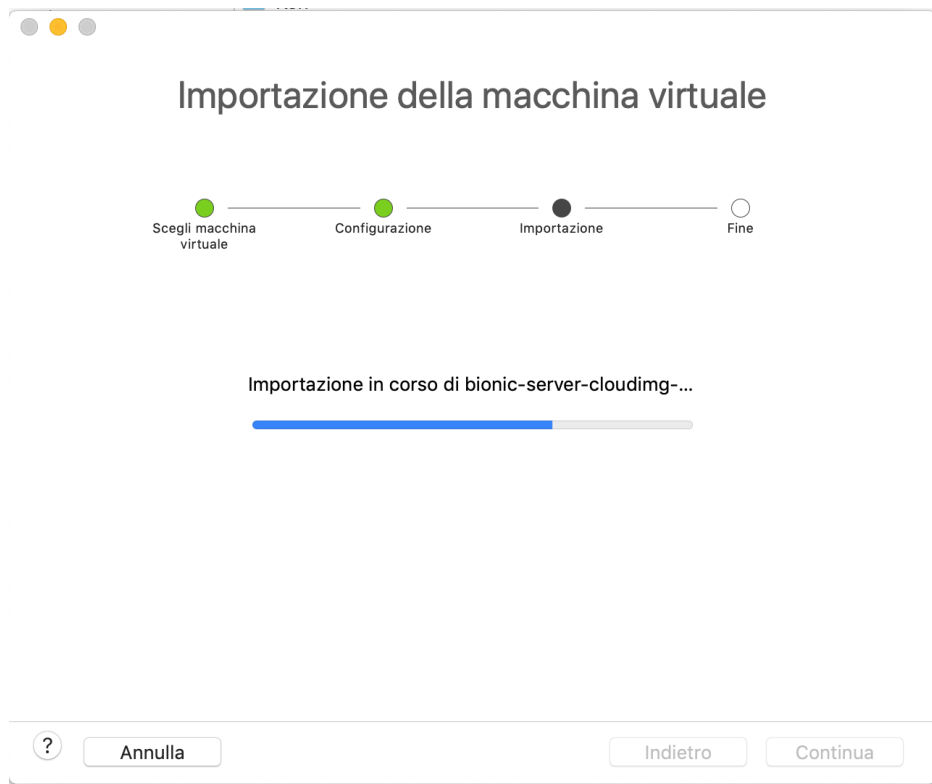 Importazione della macchina virtuale
Scegli macchina
virtuale
Configurazione
Importazione
Fine
Importazione in corso di bionic-server-cloudimg-...
?
Annulla
Indietro
Continua